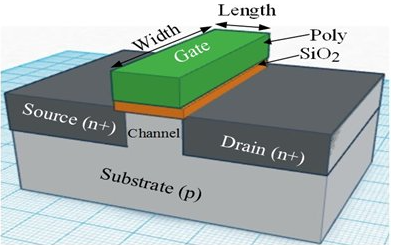 Length
Width
Poly
Gate
SiO2
Source (n+)
Channel
Drain (n+)
Substrate (p)